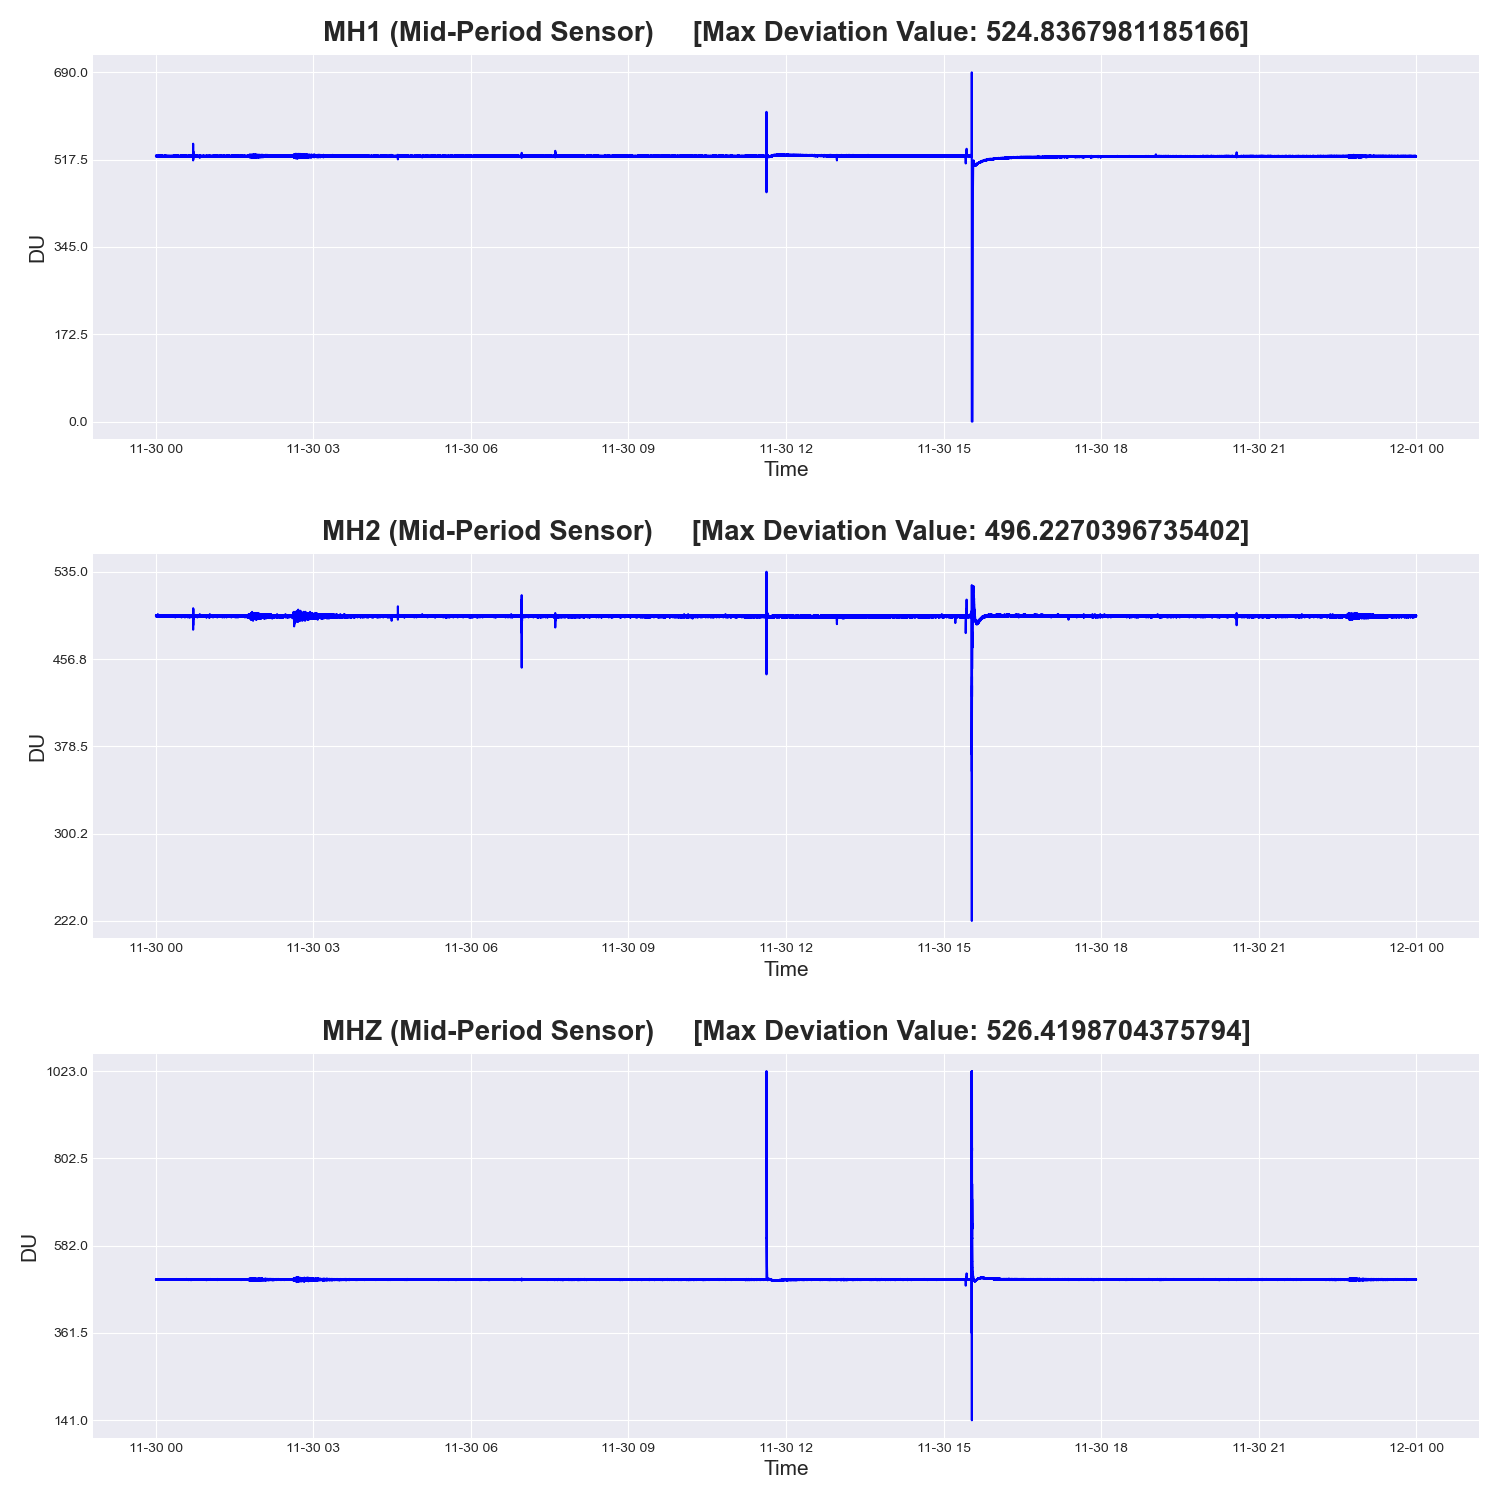 MH1 (Mid-Period Sensor) [Max Deviation Value: 524.8367981185166]
690.0
517.5
345.0
172.5
0.0
DU
11-30 00 11-30 03 11-30 06 11-30 09 11-30 12 11-30 15 11-30 18 11-30 21 12-01 00
Time
MH2 (Mid-Period Sensor) [Max Deviation Value: 496.2270396735402]
535.0
456.8
378.5
300.2
222.0
DU
11-30 00 11-30 03 11-30 06 11-30 09 11-30 12 11-30 15 11-30 18 11-30 21 12-01 00
Time
MHZ (Mid-Period Sensor) [Max Deviation Value: 526.4198704375794]
1023.0
802.5
582.0
361.5
141.0
DU
11-30 00 11-30 03 11-30 06 11-30 09 11-30 12 11-30 15 11-30 18 11-30 21 12-01 00
Time